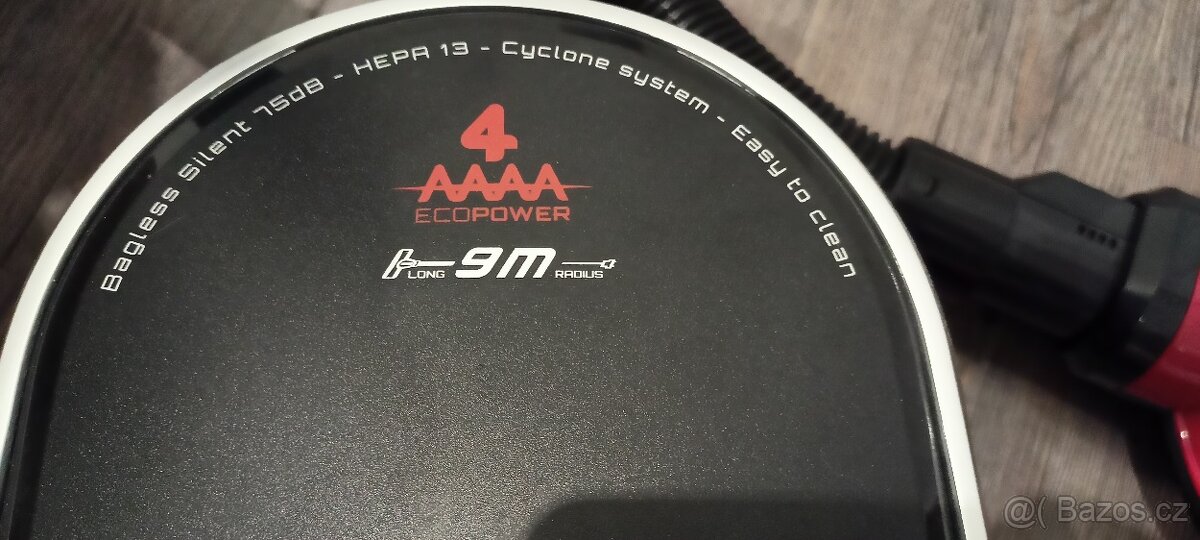 Bagless Silent 75dB - HEPA 13 - Cyclone system - Easy to clean
4
AAAA
ECOPOWER
LONG 9m RADIUS
@( Bazos.cz